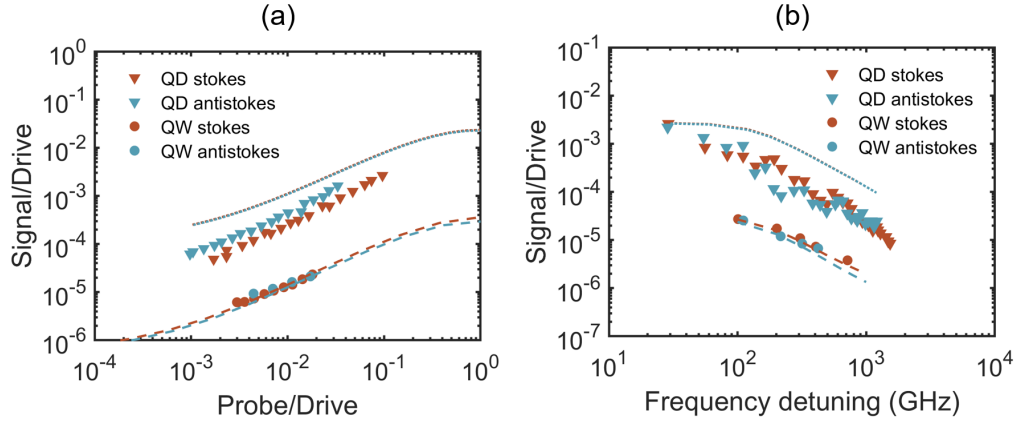 (a)
Signal/Drive
10^0
10^-1
10^-2
10^-3
10^-4
10^-5
10^-6
QD stokes
QD antistokes
QW stokes
QW antistokes
10^-4
10^-3
10^-2
10^-1
10^0
Probe/Drive
(b)
Signal/Drive
10^-1
10^-2
10^-3
10^-4
10^-5
10^-6
10^-7
QD stokes
QD antistokes
QW stokes
QW antistokes
10^1
10^2
10^3
10^4
Frequency detuning (GHz)